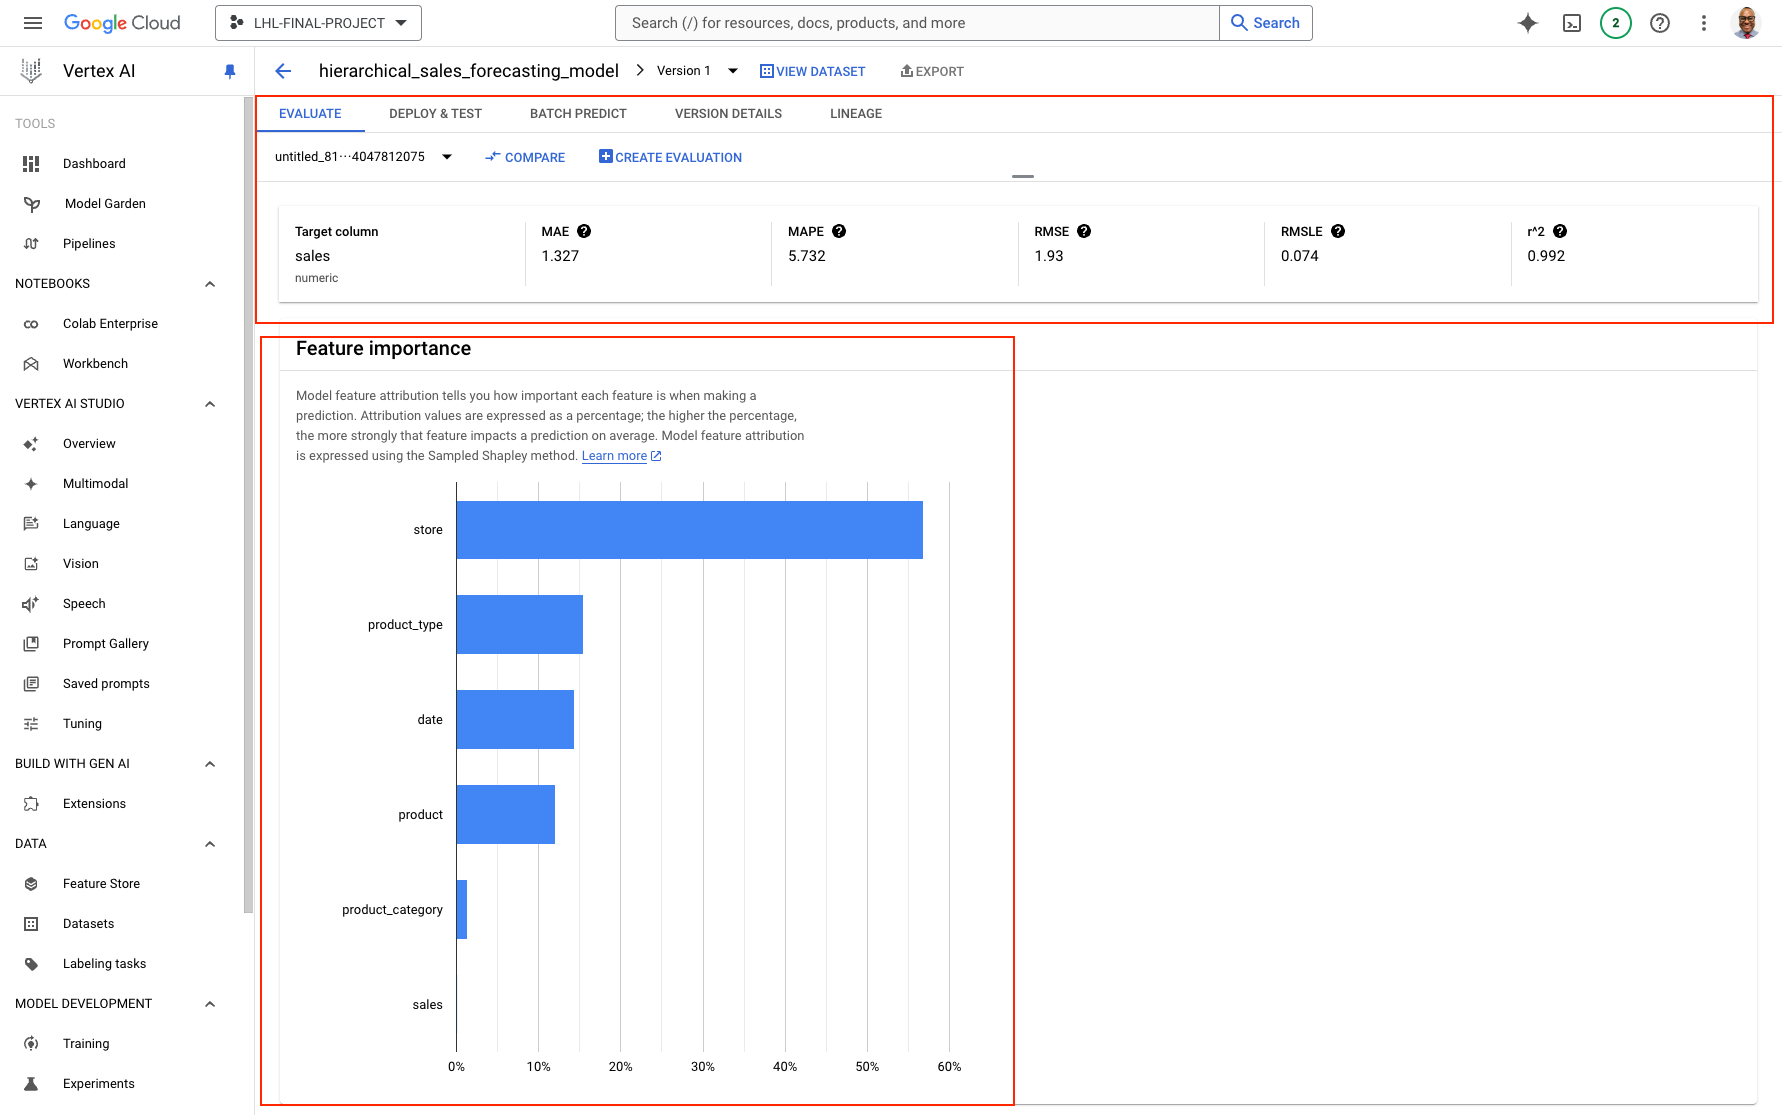 Google Cloud
LHL-FINAL-PROJECT
Search (/) for resources, docs, products, and more
Search
2
Vertex AI
hierarchical_sales_forecasting_model
Version 1
VIEW DATASET
EXPORT
TOOLS
Dashboard
Model Garden
Pipelines
NOTEBOOKS
Colab Enterprise
Workbench
VERTEX AI STUDIO
Overview
Multimodal
Language
Vision
Speech
Prompt Gallery
Saved prompts
Tuning
BUILD WITH GEN AI
Extensions
DATA
Feature Store
Datasets
Labeling tasks
MODEL DEVELOPMENT
Training
Experiments
EVALUATE
DEPLOY & TEST
BATCH PREDICT
VERSION DETAILS
LINEAGE
untitled_81···4047812075
COMPARE
CREATE EVALUATION
Target column
sales
numeric
MAE
1.327
MAPE
5.732
RMSE
1.93
RMSLE
0.074
r^2
0.992
Feature importance
Model feature attribution tells you how important each feature is when making a
prediction. Attribution values are expressed as a percentage; the higher the percentage,
the more strongly that feature impacts a prediction on average. Model feature attribution
is expressed using the Sampled Shapley method. Learn more
store
product_type
date
product
product_category
sales
0%
10%
20%
30%
40%
50%
60%